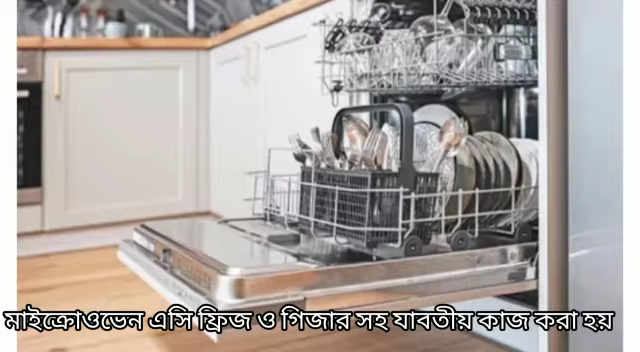 মাইক্রোওভেন এসি ফ্রিজ ও গিজার সহ যাবতীয় কাজ করা হয়